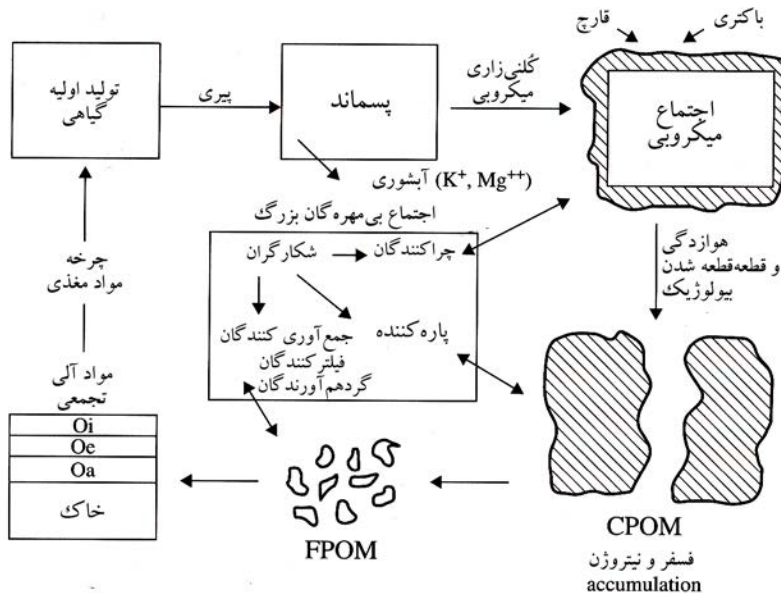 قارچ
باکتری
تولید اولیه
گیاهی
پیری
پسماند
کُلنی‌زاری
میکروبی
اجتماع
میکروبی
آبشوری (K+, Mg++)
اجتماع بی‌مهره‌گان بزرگ
شکارگران
چراکنندگان
جمع‌آوری کنندگان
فیلترکنندگان
گردهم‌آورندگان
پاره‌کننده
هوازدگی
و قطعه‌قطعه شدن
بیولوژیک
چرخه
مواد مغذی
مواد آلی
تجمعی
Oi
Oe
Oa
خاک
FPOM
CPOM
فسفر و نیتروژن
accumulation